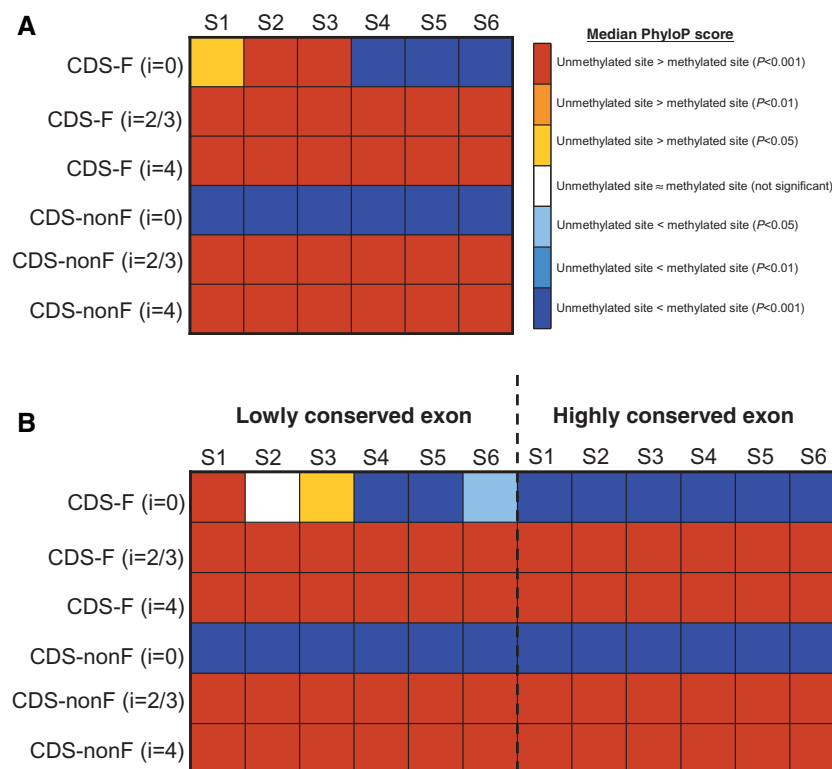 A
S1 S2 S3 S4 S5 S6
CDS-F (i=0)
CDS-F (i=2/3)
CDS-F (i=4)
CDS-nonF (i=0)
CDS-nonF (i=2/3)
CDS-nonF (i=4)
Median PhyloP score
Unmethylated site > methylated site (P<0.001)
Unmethylated site > methylated site (P<0.01)
Unmethylated site > methylated site (P<0.05)
Unmethylated site ≈ methylated site (not significant)
Unmethylated site < methylated site (P<0.05)
Unmethylated site < methylated site (P<0.01)
Unmethylated site < methylated site (P<0.001)
B
Lowly conserved exon Highly conserved exon
S1 S2 S3 S4 S5 S6 S1 S2 S3 S4 S5 S6
CDS-F (i=0)
CDS-F (i=2/3)
CDS-F (i=4)
CDS-nonF (i=0)
CDS-nonF (i=2/3)
CDS-nonF (i=4)